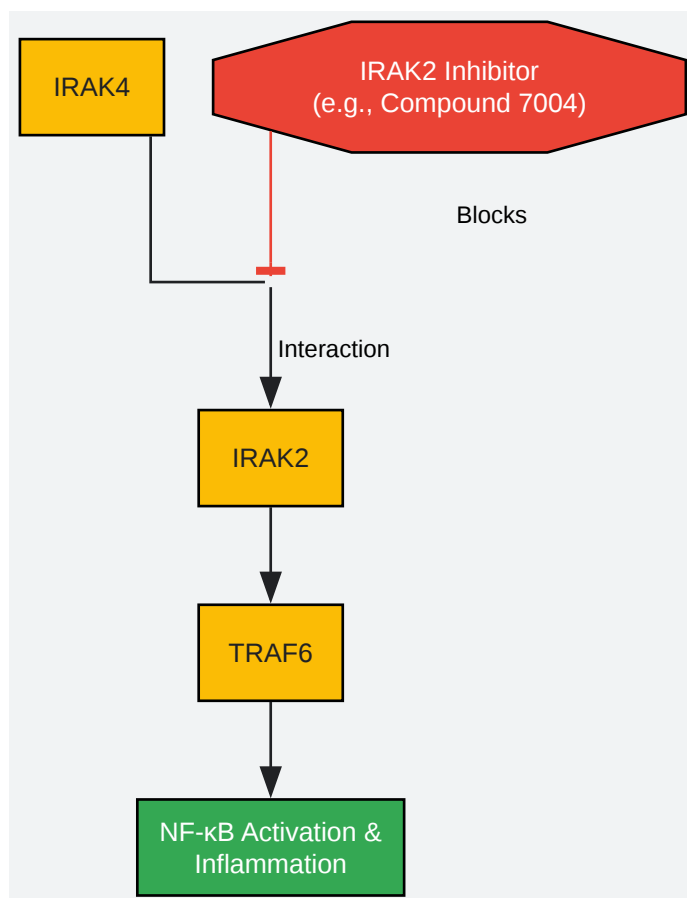 IRAK4
IRAK2 Inhibitor
(e.g., Compound 7004)
Blocks
Interaction
IRAK2
TRAF6
NF-κB Activation &
Inflammation